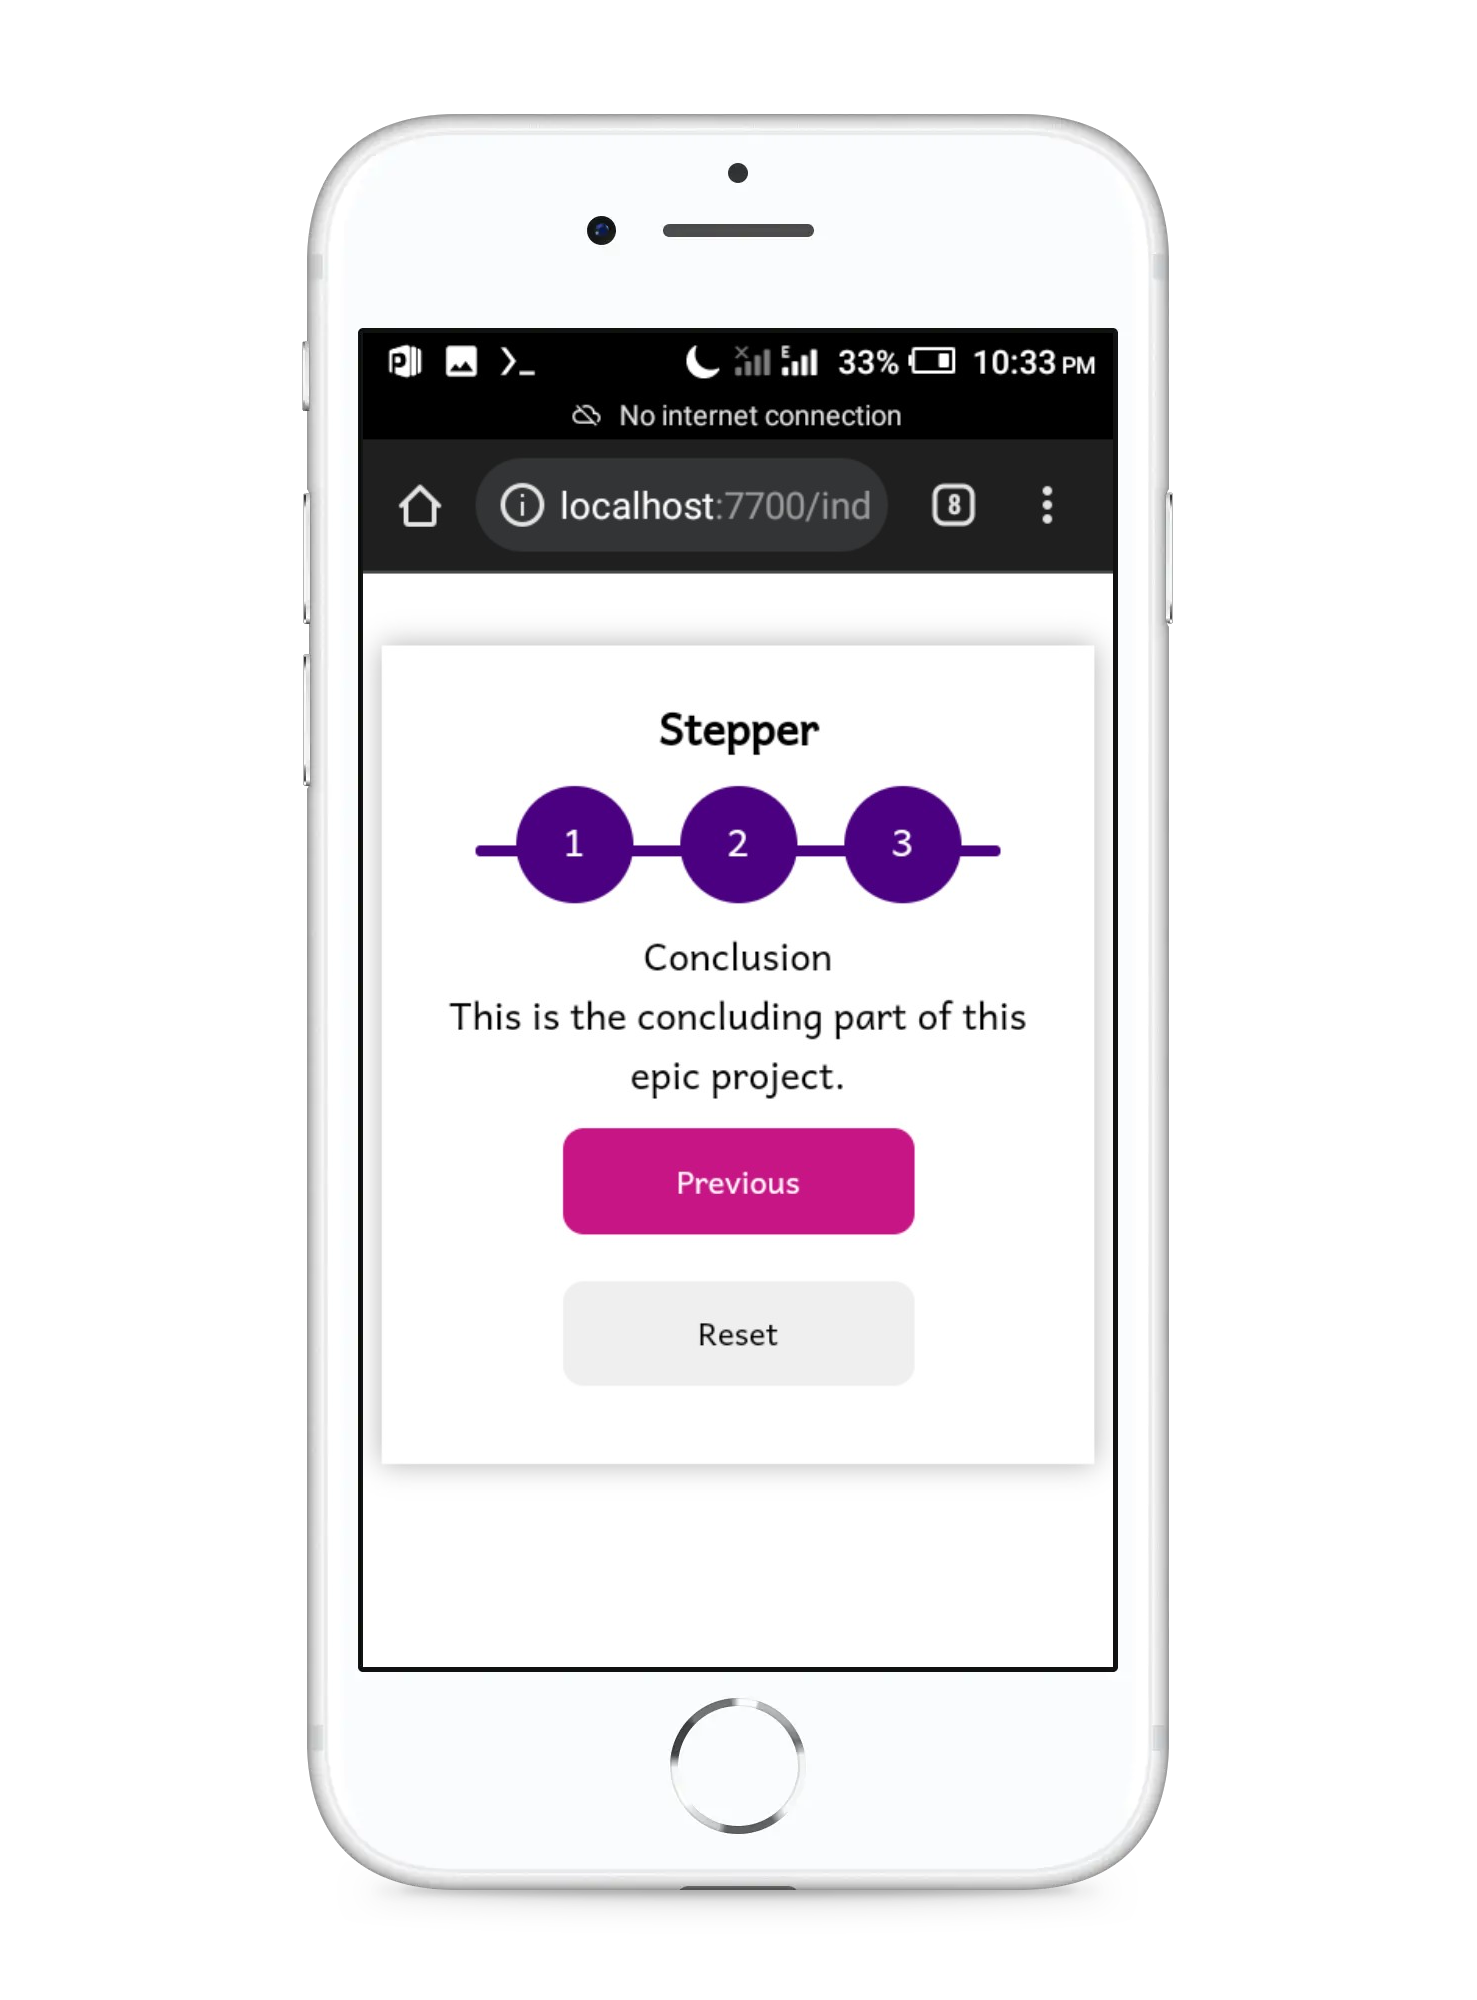 E 33% 10:33 PM
No internet connection
localhost:7700/ind 8
Stepper
1 2 3
Conclusion
This is the concluding part of this
epic project.
Previous
Reset